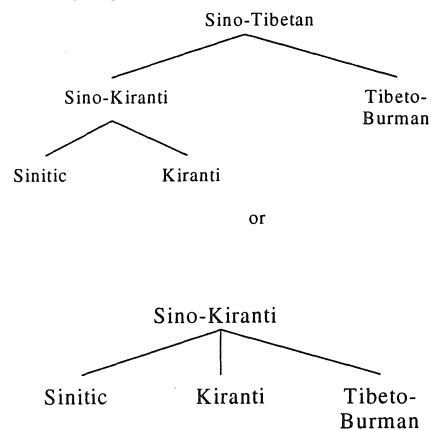 Sino-Tibetan
Sino-Kiranti
Tibeto-
Burman
Sinitic
Kiranti
or
Sino-Kiranti
Sinitic
Kiranti
Tibeto-
Burman